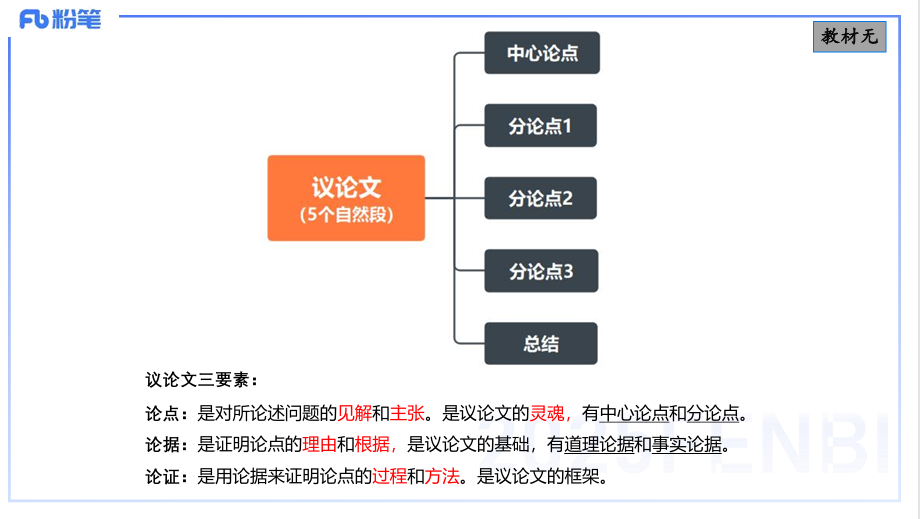 粉笔
教材无
中心论点
分论点1
议论文
（5个自然段）
分论点2
分论点3
总结
议论文三要素：
论点：是对所论述问题的见解和主张。是议论文的灵魂，有中心论点和分论点。
论据：是证明论点的理由和根据，是议论文的基础，有道理论据和事实论据。
论证：是用论据来证明论点的过程和方法。是议论文的框架。